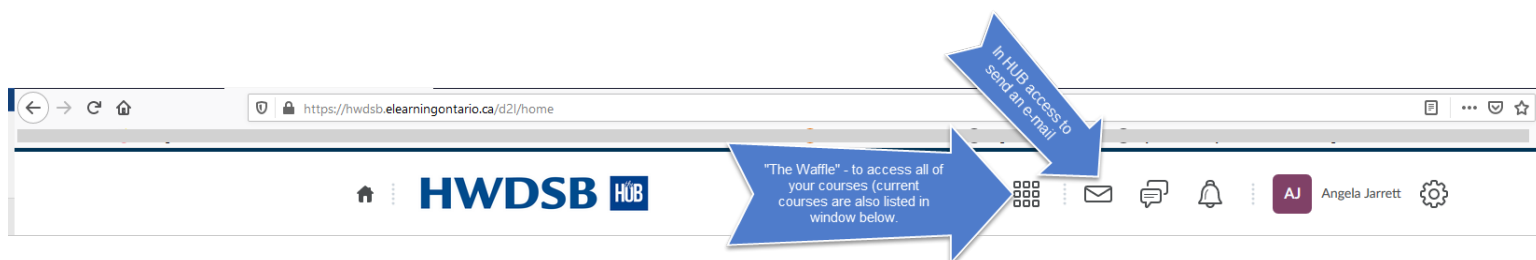 In HUB access to
send an e-mail
https://hwdsb.elearningontario.ca/d2l/home
"The Waffle" - to access all of
your courses (current
courses are also listed in
window below.
HWDSB HUB
AJ Angela Jarrett